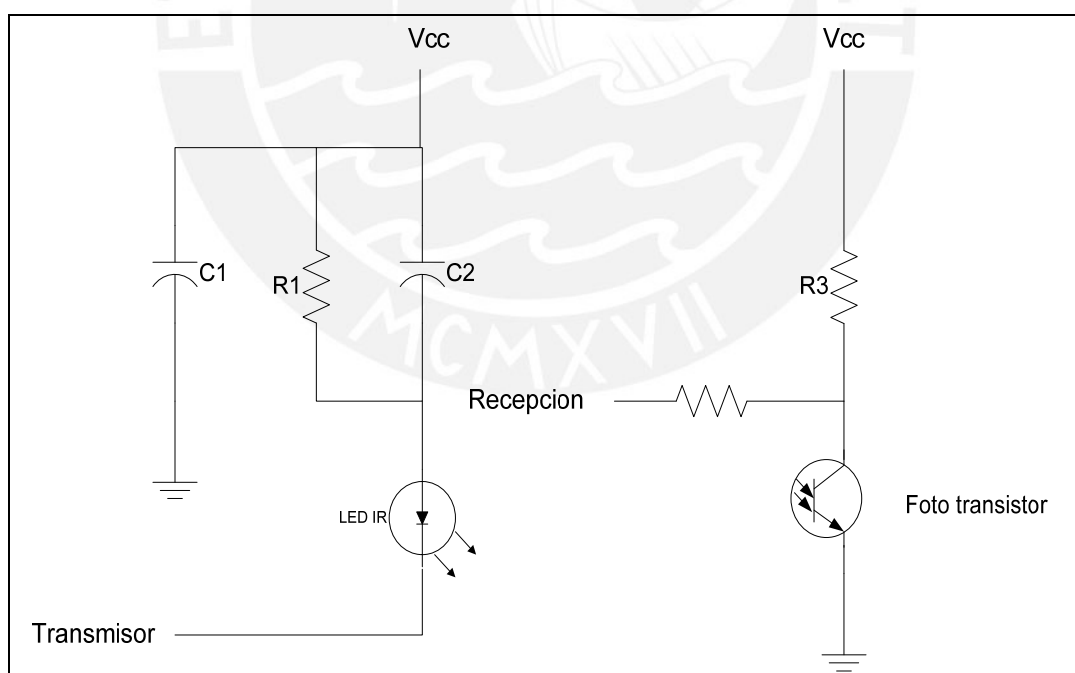 Vcc
Vcc
C1
R1
C2
R3
MCMXVII
Recepcion
LED IR
Foto transistor
Transmisor